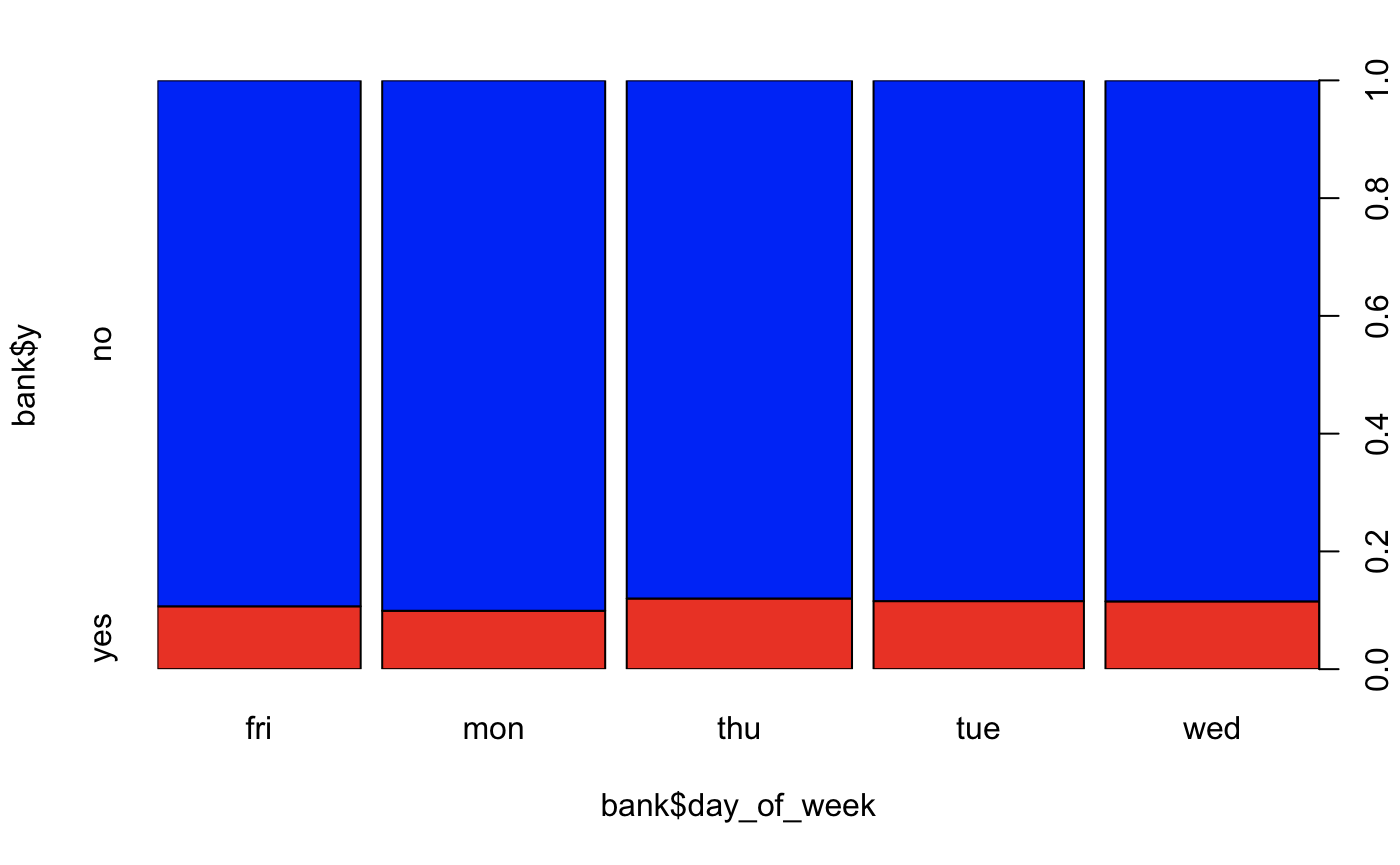 bank$y
no
yes
1.0
0.8
0.6
0.4
0.2
0.0
fri mon thu tue wed
bank$day_of_week